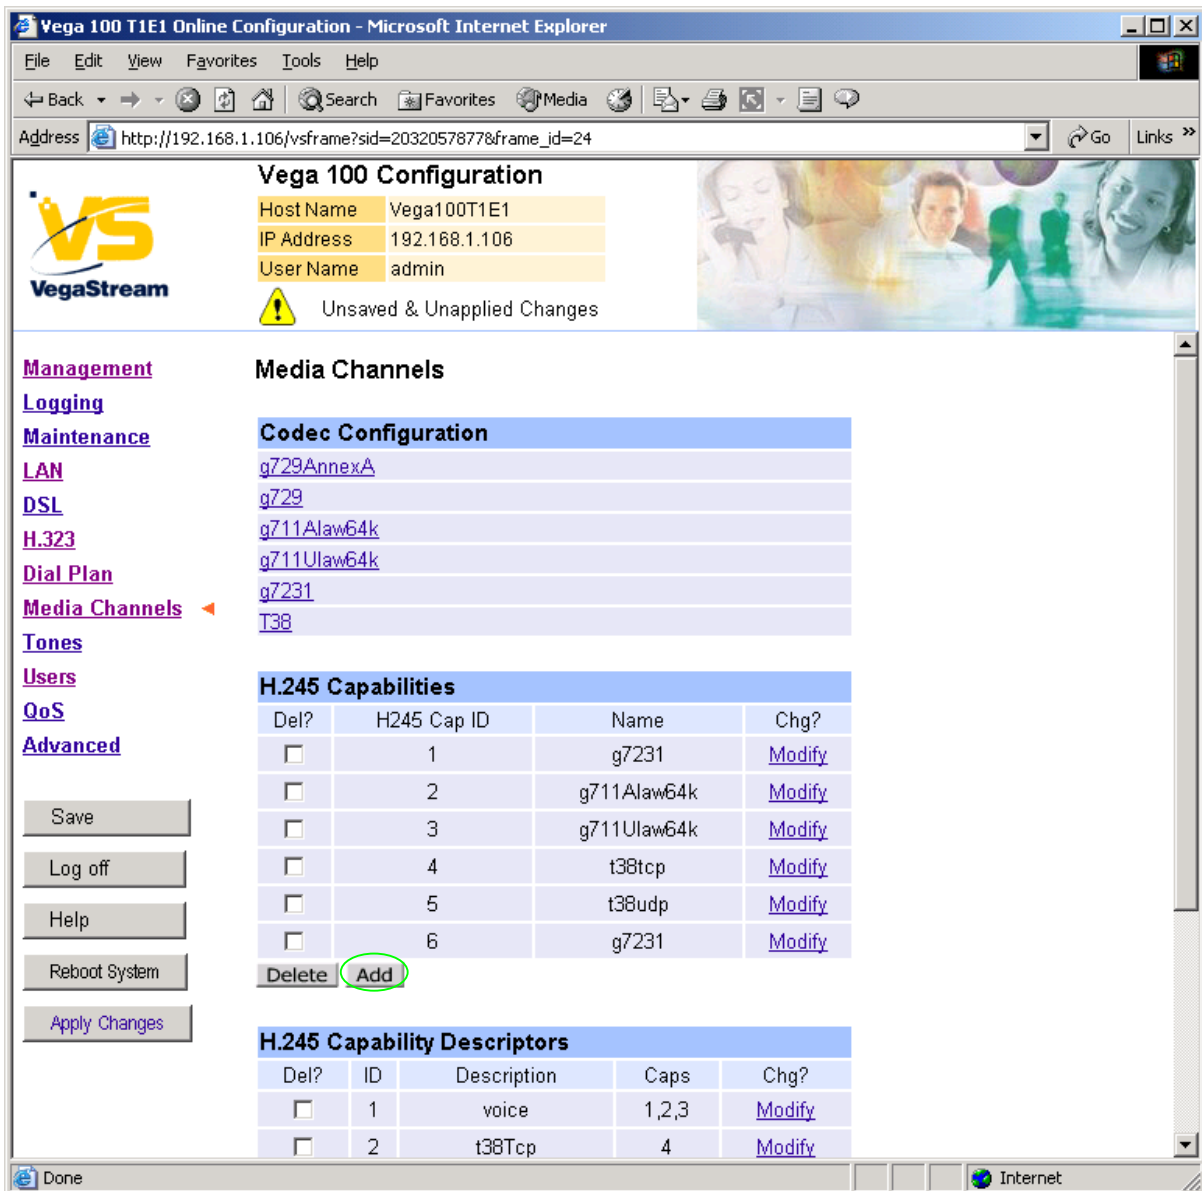 Vega 100 T1E1 Online Configuration - Microsoft Internet Explorer
File Edit View Favorites Tools Help
Back Search Favorites Media
Address http://192.168.1.106/vsframe?sid=2032057877&frame_id=24 Go Links »
VS
VegaStream
Vega 100 Configuration
Host Name Vega100T1E1
IP Address 192.168.1.106
User Name admin
Unsaved & Unapplied Changes
Management
Logging
Maintenance
LAN
DSL
H.323
Dial Plan
Media Channels
Tones
Users
QoS
Advanced
Save
Log off
Help
Reboot System
Apply Changes
Media Channels
Codec Configuration
g729AnnexA
g729
g711Alaw64k
g711Ulaw64k
g7231
T38
H.245 Capabilities
Del? H245 Cap ID Name Chg?
1 g7231 Modify
2 g711Alaw64k Modify
3 g711Ulaw64k Modify
4 t38tcp Modify
5 t38udp Modify
6 g7231 Modify
Delete Add
H.245 Capability Descriptors
Del? ID Description Caps Chg?
1 voice 1,2,3 Modify
2 t38Tcp 4 Modify
Done Internet